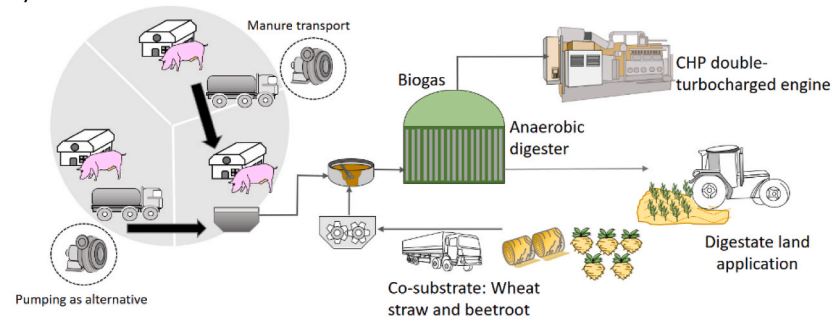 Manure transport
Biogas
CHP double-
turbocharged engine
Anaerobic
digester
Digestate land
application
Co-substrate: Wheat
straw and beetroot
Pumping as alternative